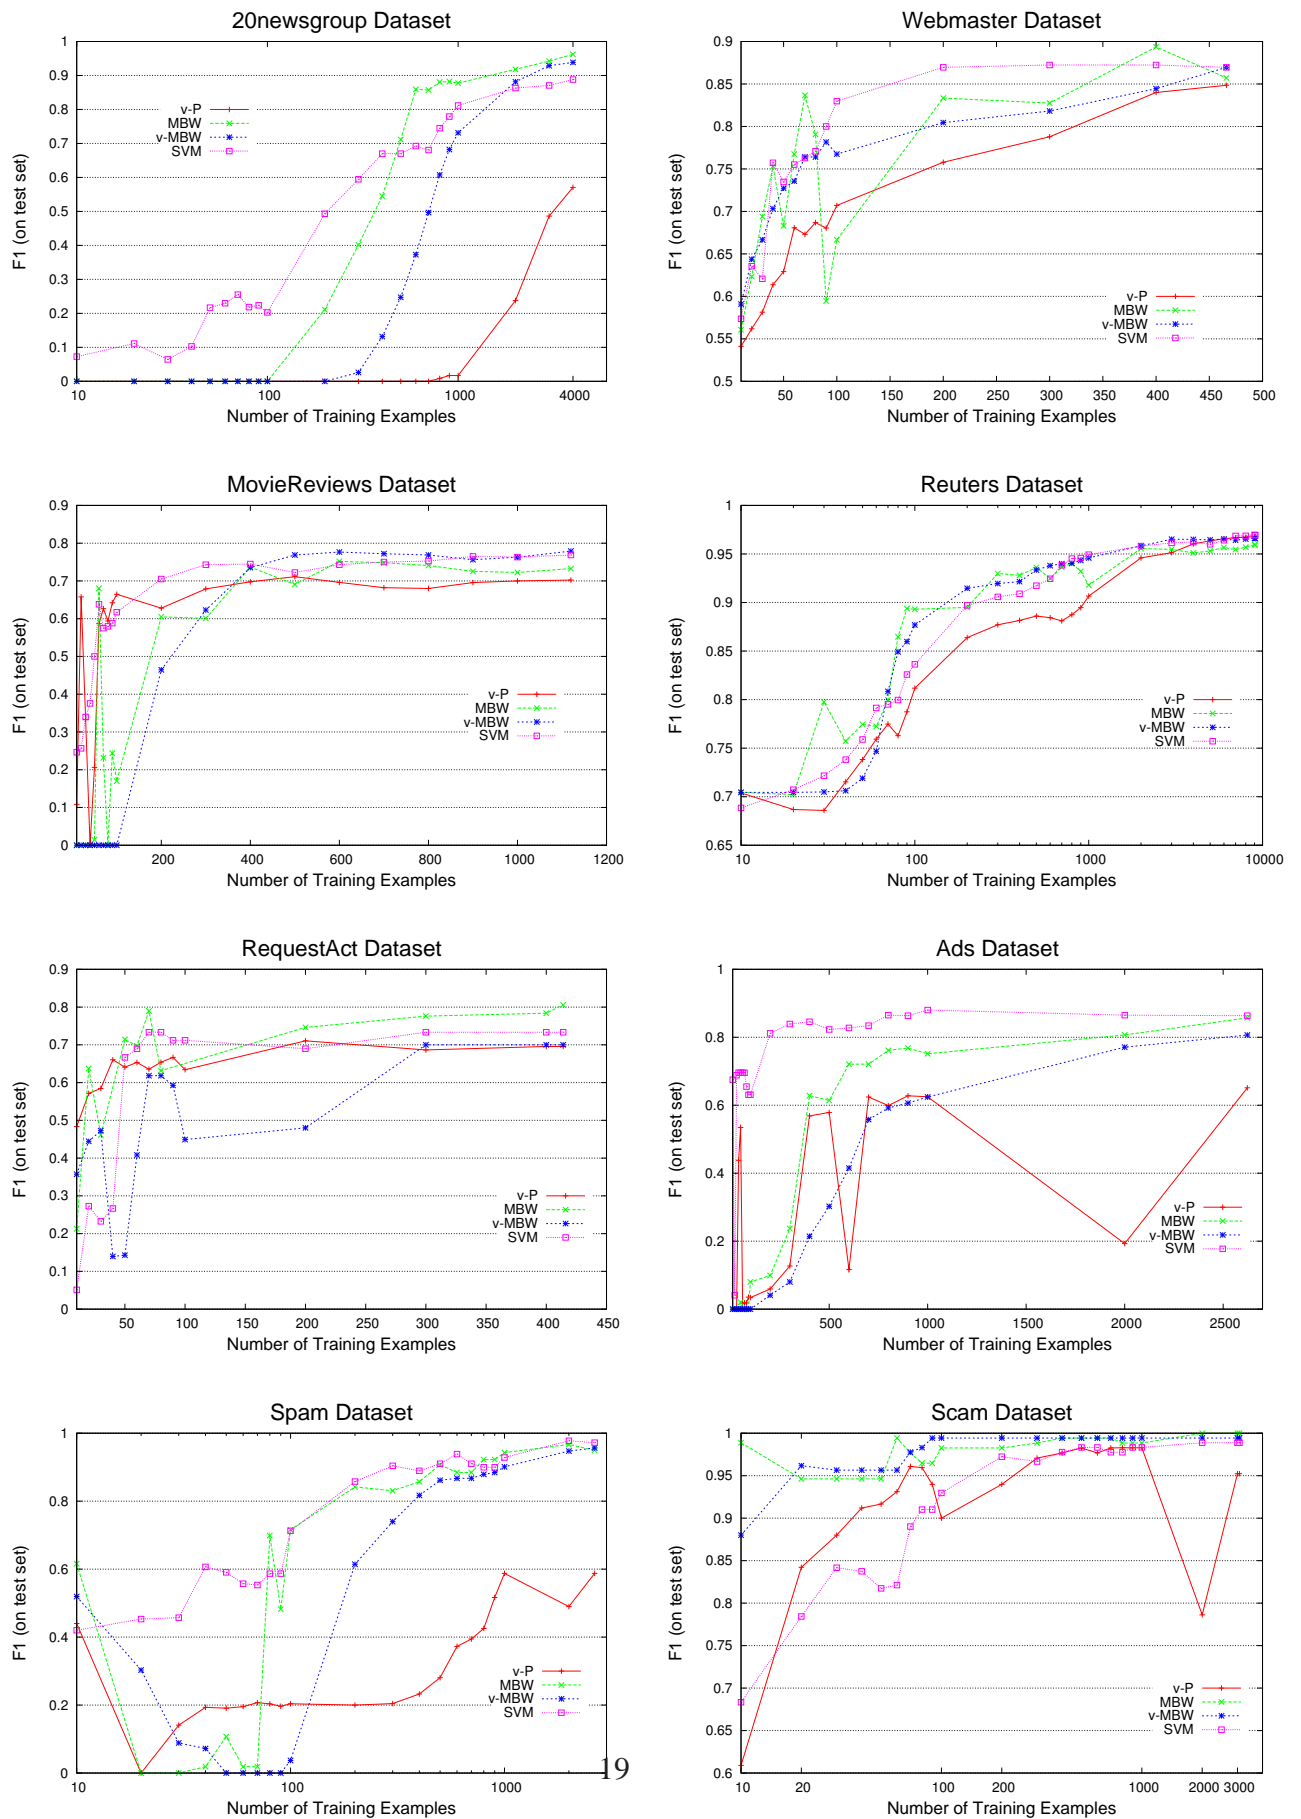 20newsgroup Dataset
F1 (on test set)
1
0.9
0.8
0.7
0.6
0.5
0.4
0.3
0.2
0.1
0
v-P
MBW
v-MBW
SVM
10 100 1000 4000
Number of Training Examples
Webmaster Dataset
F1 (on test set)
0.9
0.85
0.8
0.75
0.7
0.65
0.6
0.55
0.5
v-P
MBW
v-MBW
SVM
50 100 200 300 400 500
Number of Training Examples
MovieReviews Dataset
F1 (on test set)
0.9
0.8
0.7
0.6
0.5
0.4
0.3
0.2
0.1
0
v-P
MBW
v-MBW
SVM
200 400 600 800 1000 1200
Number of Training Examples
Reuters Dataset
F1 (on test set)
1
0.95
0.9
0.85
0.8
0.75
0.7
0.65
v-P
MBW
v-MBW
SVM
10 100 1000 10000
Number of Training Examples
RequestAct Dataset
F1 (on test set)
0.9
0.8
0.7
0.6
0.5
0.4
0.3
0.2
0.1
0
v-P
MBW
v-MBW
SVM
50 100 150 200 250 300 350 400 450
Number of Training Examples
Ads Dataset
F1 (on test set)
1
0.8
0.6
0.4
0.2
0
v-P
MBW
v-MBW
SVM
500 1000 2000 2500
Number of Training Examples
Spam Dataset
F1 (on test set)
1
0.8
0.6
0.4
0.2
0
v-P
MBW
v-MBW
SVM
10 100 1000
Number of Training Examples
Scam Dataset
F1 (on test set)
1
0.95
0.9
0.85
0.8
0.75
0.7
0.65
0.6
v-P
MBW
v-MBW
SVM
10 20 100 200 1000 2000 3000
Number of Training Examples
19